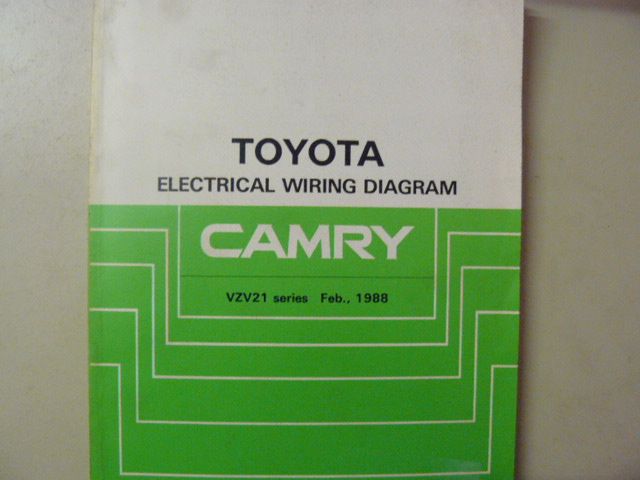 TOYOTA
ELECTRICAL WIRING DIAGRAM
CAMRY
VZV21 series Feb., 1988